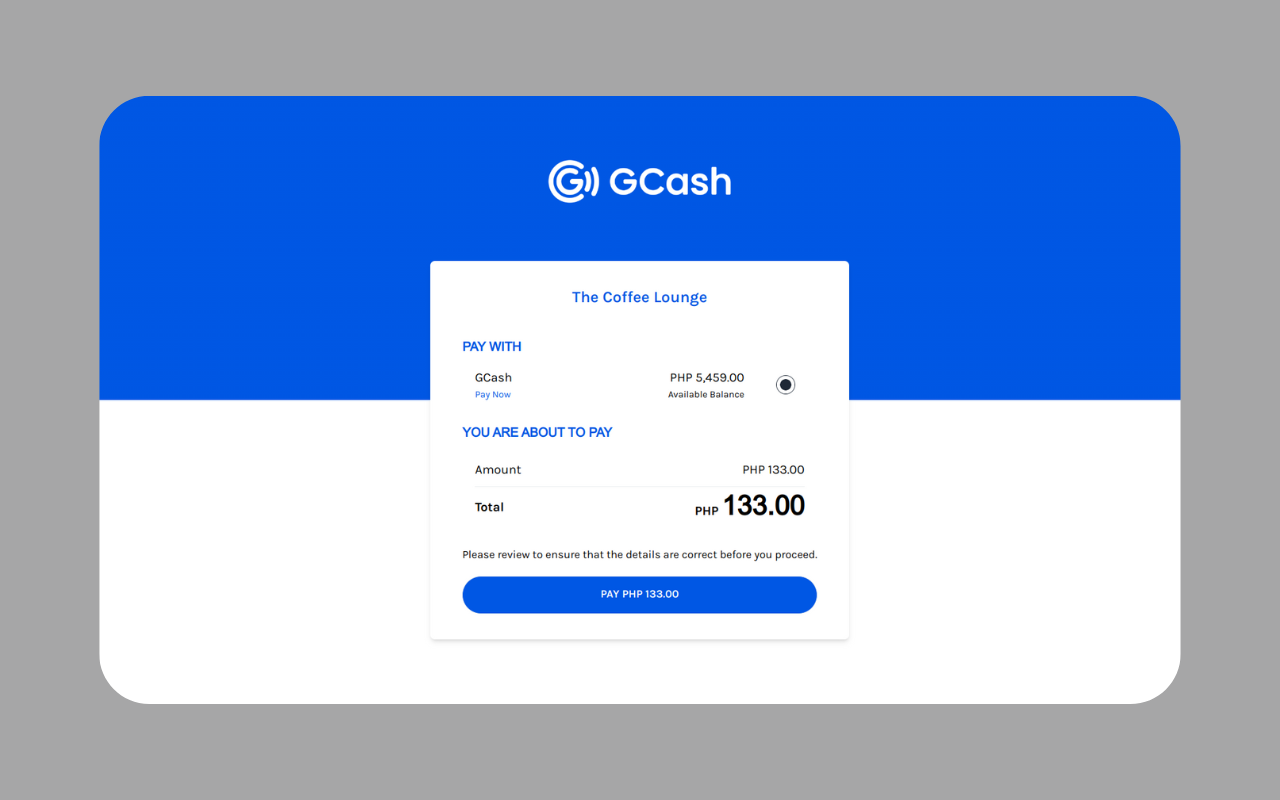 GCash
The Coffee Lounge
PAY WITH
GCash PHP 5,459.00
Pay Now Available Balance
YOU ARE ABOUT TO PAY
Amount PHP 133.00
Total PHP 133.00
Please review to ensure that the details are correct before you proceed.
PAY PHP 133.00